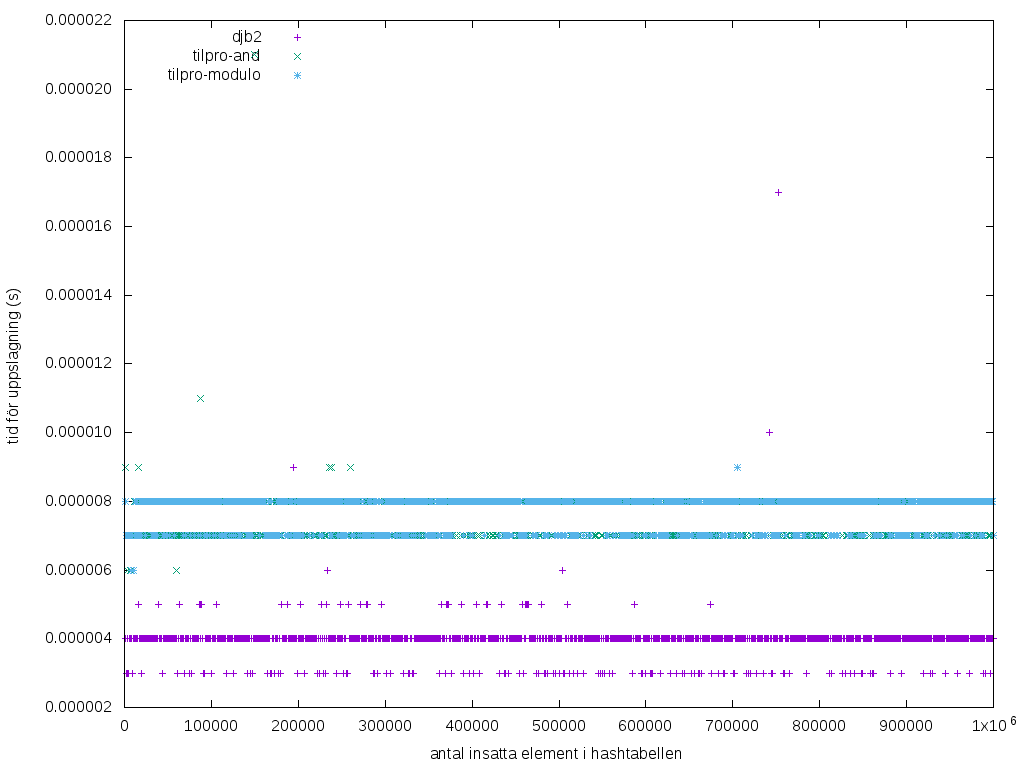 0.000022
djb2
tilpro-and
tilpro-modulo
0.000020
0.000018
0.000016
0.000014
0.000012
0.000010
0.000008
0.000006
0.000004
0.000002
tid för uppslagning (s)
0 100000 200000 300000 400000 500000 600000 700000 800000 900000 1x10 6
antal insatta element i hashtabellen